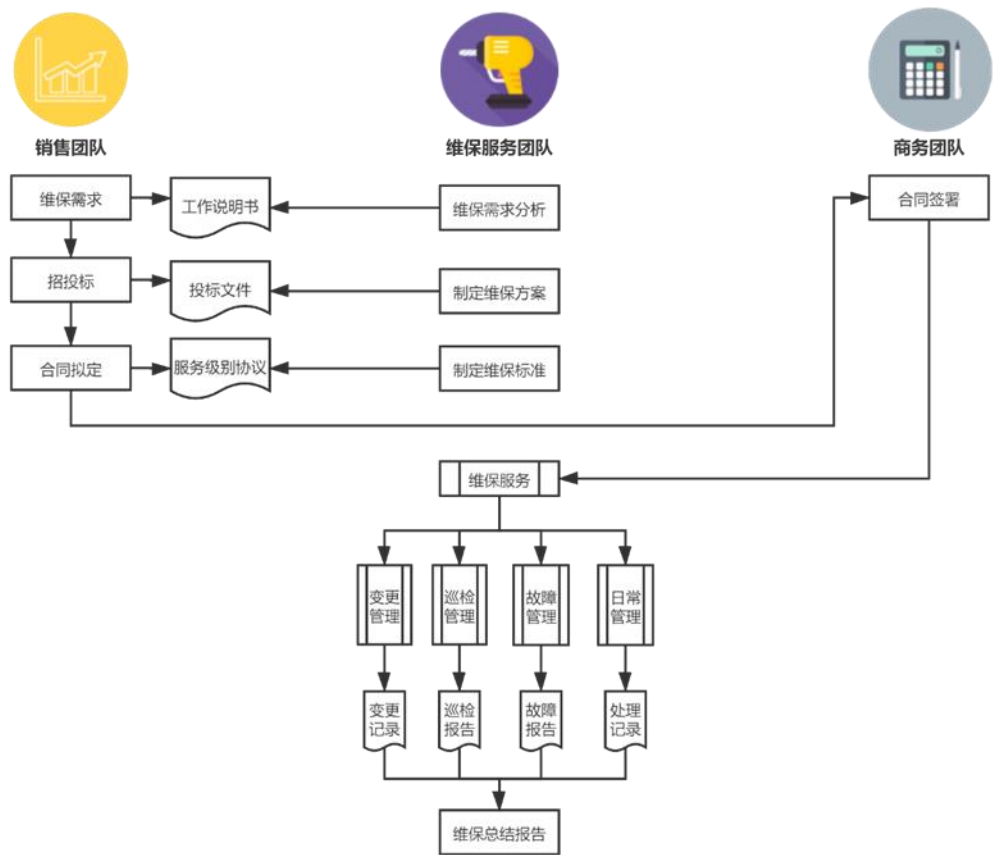 销售团队
维保服务团队
商务团队
维保需求
工作说明书
维保需求分析
合同签署
招投标
投标文件
制定维保方案
合同拟定
服务级别协议
制定维保标准
维保服务
变更
管理
巡检
管理
故障
管理
日常
管理
变更
记录
巡检
报告
故障
报告
处理
记录
维保总结报告